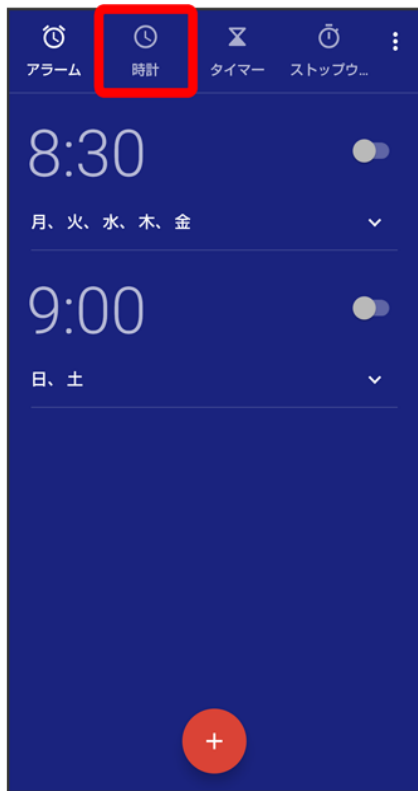 アラーム 時計 タイマー ストップウ...
8:30
月、火、水、木、金
9:00
日、土